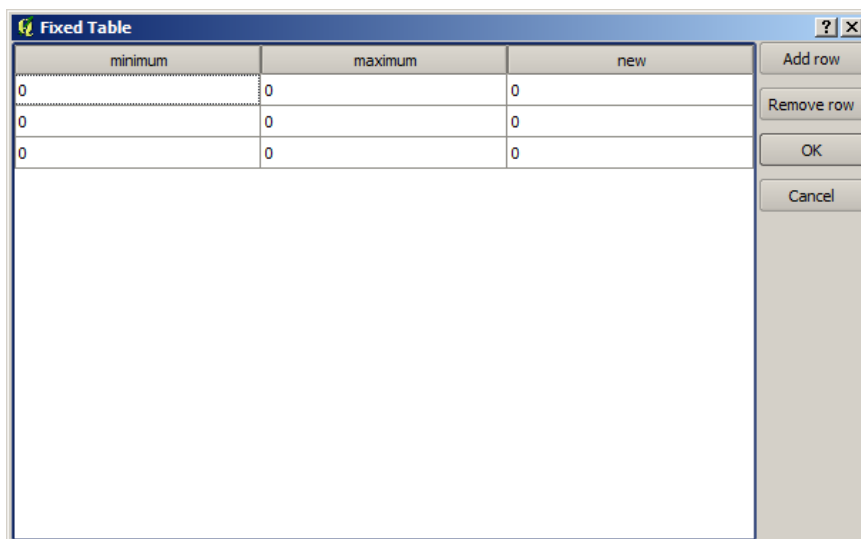 Fixed Table
minimum maximum new Add row
0 0 0
Remove row
0 0 0
0 0 0 OK
Cancel